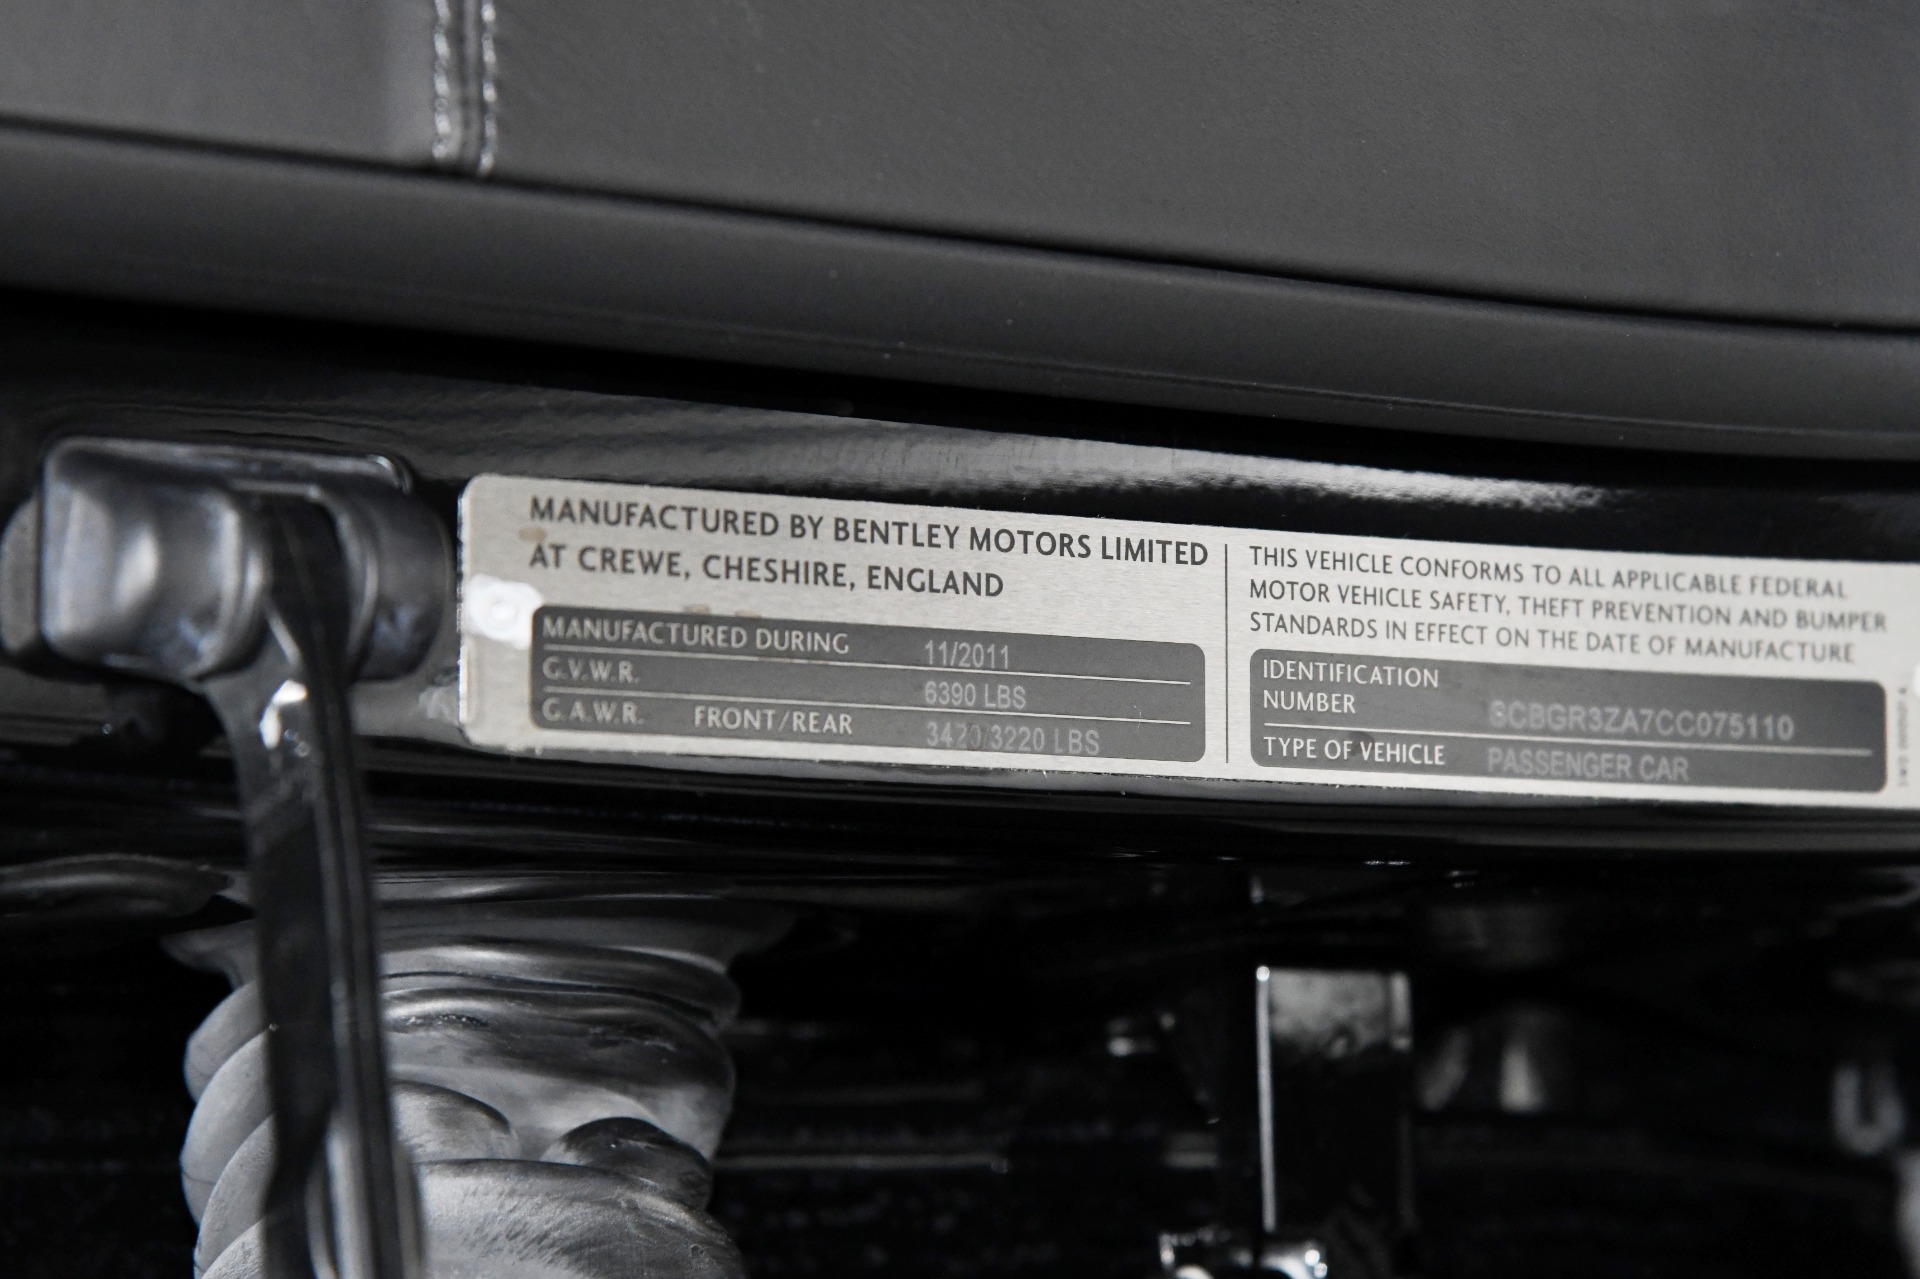 MANUFACTURED BY BENTLEY MOTORS LIMITED
AT CREWE, CHESHIRE, ENGLAND
MANUFACTURED DURING 11/2011
G.V.W.R. 6390 LBS
G.A.W.R. FRONT/REAR 3420/3220 LBS
THIS VEHICLE CONFORMS TO ALL APPLICABLE FEDERAL
MOTOR VEHICLE SAFETY, THEFT PREVENTION AND BUMPER
STANDARDS IN EFFECT ON THE DATE OF MANUFACTURE
IDENTIFICATION
NUMBER SCBGR3ZA7CC075110
TYPE OF VEHICLE PASSENGER CAR